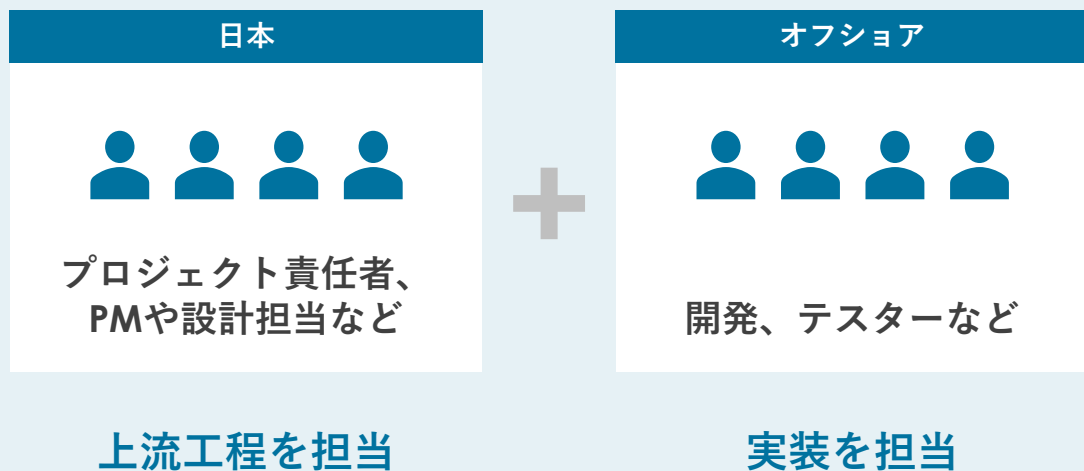 日本
プロジェクト責任者、
PMや設計担当など
上流工程を担当
オフショア
開発、テスターなど
実装を担当